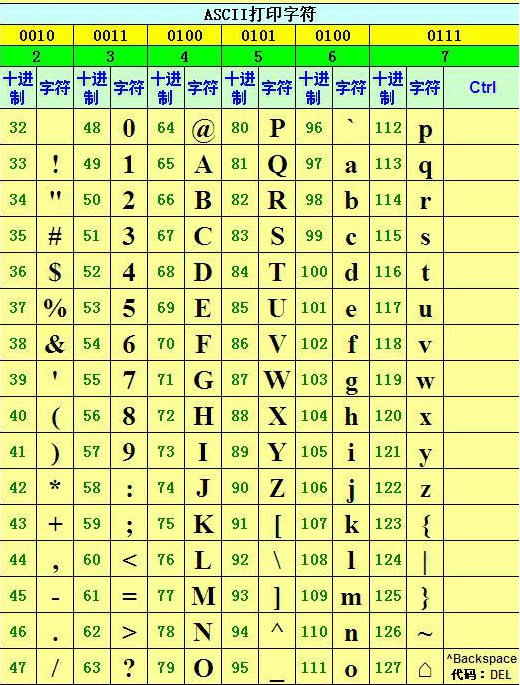 ASCII打印字符
0010 0011 0100 0101 0100 0111
2 3 4 5 6 7
十进制 字符 十进制 字符 十进制 字符 十进制 字符 十进制 字符 十进制 字符 Ctrl
32 48 0 64 @ 80 P 96 ` 112 p
33 ! 49 1 65 A 81 Q 97 a 113 q
34 " 50 2 66 B 82 R 98 b 114 r
35 # 51 3 67 C 83 S 99 c 115 s
36 $ 52 4 68 D 84 T 100 d 116 t
37 % 53 5 69 E 85 U 101 e 117 u
38 & 54 6 70 F 86 V 102 f 118 v
39 ' 55 7 71 G 87 W 103 g 119 w
40 ( 56 8 72 H 88 X 104 h 120 x
41 ) 57 9 73 I 89 Y 105 i 121 y
42 * 58 : 74 J 90 Z 106 j 122 z
43 + 59 ; 75 K 91 [ 107 k 123 {
44 , 60 < 76 L 92 \ 108 l 124 |
45 - 61 = 77 M 93 ] 109 m 125 }
46 . 62 > 78 N 94 ^ 110 n 126 ~
47 / 63 ? 79 O 95 _ 111 o 127 ⌂ ^Backspace
代码：DEL